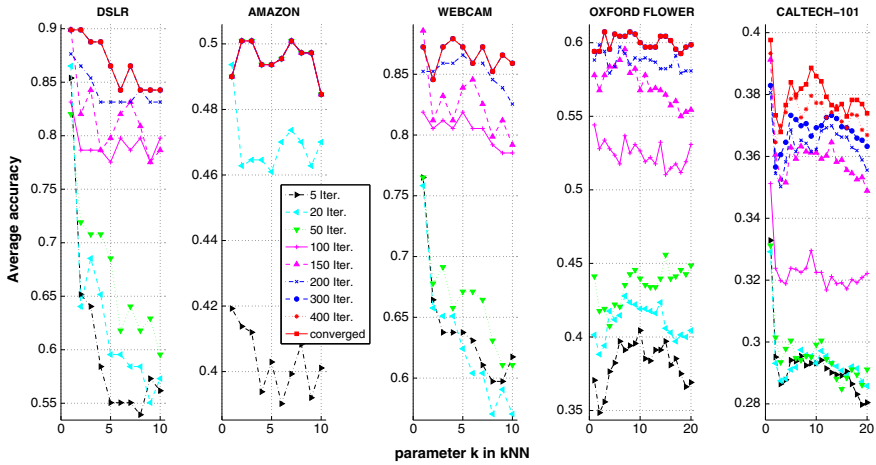 DSLR
AMAZON
WEBCAM
OXFORD FLOWER
CALTECH-101
Average accuracy
0.9
0.85
0.8
0.75
0.7
0.65
0.6
0.55
0 5 10
0.5
0.48
0.46
0.44
0.42
0.4
0 5 10
5 Iter.
20 Iter.
50 Iter.
100 Iter.
150 Iter.
200 Iter.
300 Iter.
400 Iter.
converged
0.85
0.8
0.75
0.7
0.65
0.6
0 5 10
0.6
0.55
0.5
0.45
0.4
0.35
0 10 20
0.4
0.38
0.36
0.34
0.32
0.3
0.28
0 10 20
parameter k in kNN